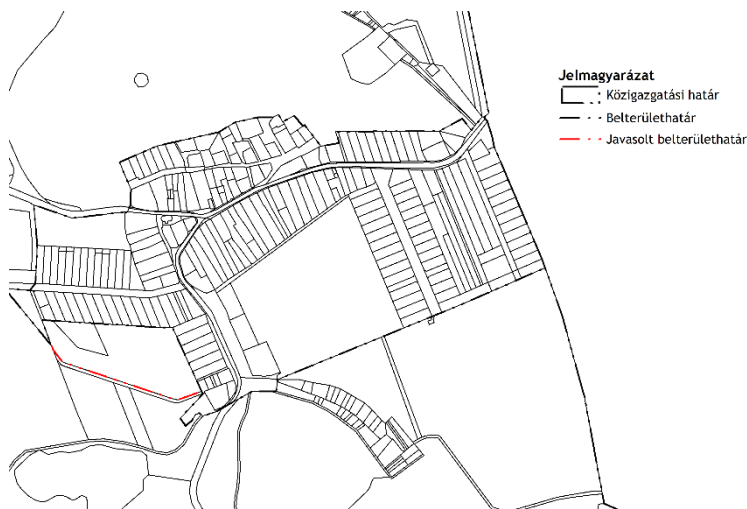 Jelmagyarázat
Közigazgatási határ
Belterülethatár
Javasolt belterülethatár